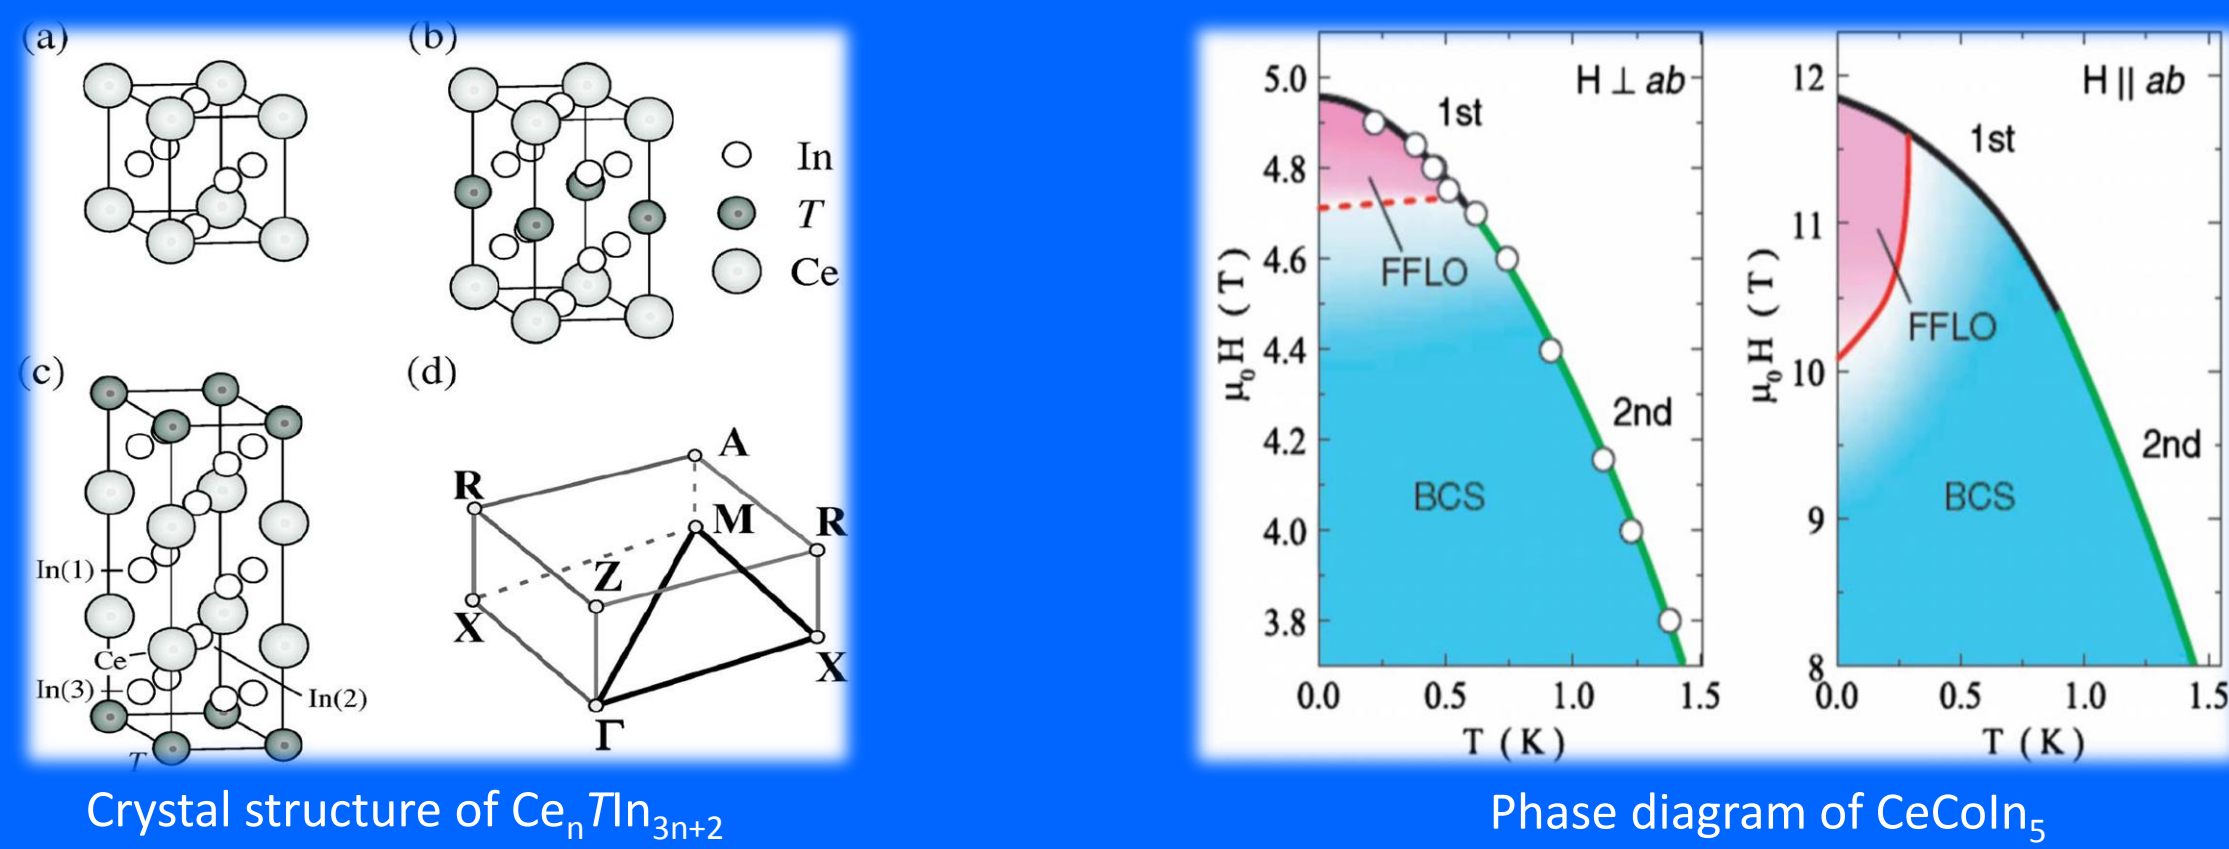 (a)
(b)
In
T
Ce
(c)
In(1)
Ce
In(3)
In(2)
T
(d)
A
R
M
R
Z
X
X
Γ
Crystal structure of CeₙTIn₃ₙ₊₂
H ⊥ ab
1st
FFLO
2nd
BCS
5.0
4.8
4.6
4.4
4.2
4.0
3.8
μ₀H (T)
0.0 0.5 1.0 1.5
T (K)
H || ab
1st
FFLO
2nd
BCS
12
11
10
9
8
μ₀H (T)
0.0 0.5 1.0 1.5
T (K)
Phase diagram of CeCoIn₅